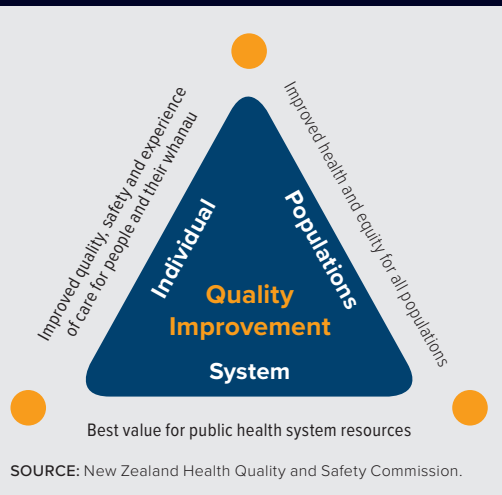 Improved quality, safety and experience
of care for people and their whanau
Improved health and equity for all populations
Individual
Populations
Quality
Improvement
System
Best value for public health system resources
SOURCE: New Zealand Health Quality and Safety Commission.